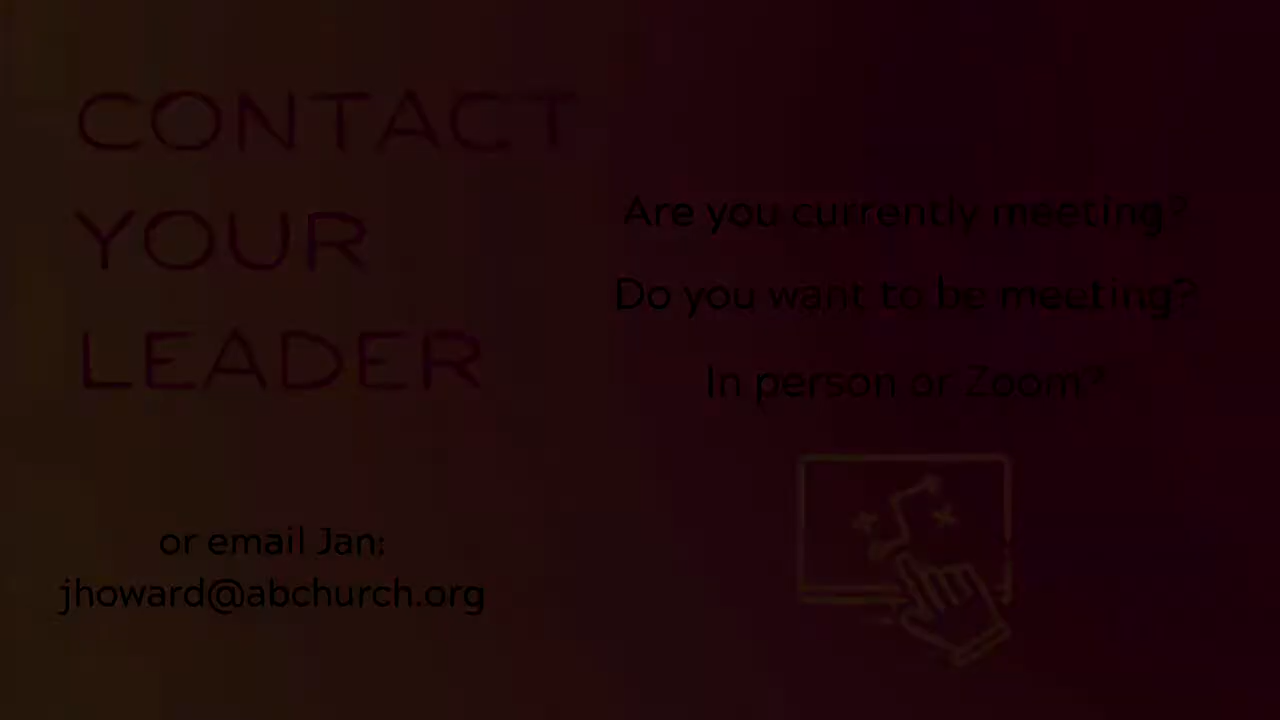 CONTACT
YOUR
LEADER
or email Jan:
jhoward@abchurch.org
Are you currently meeting?
Do you want to be meeting?
In person or Zoom?